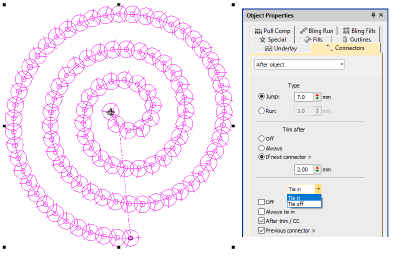 Object Properties
Pull Comp Bling Run Bling Fills
Special Fills Outlines
Underlay Connectors
After object
Type
Jump: 7.0 mm
Run: 3.0 mm
Trim after
Off
Always
If next connector >
2.00 mm
Tie in
Tie in
Off Tie off
Always tie in
After trim / CC
Previous connector >